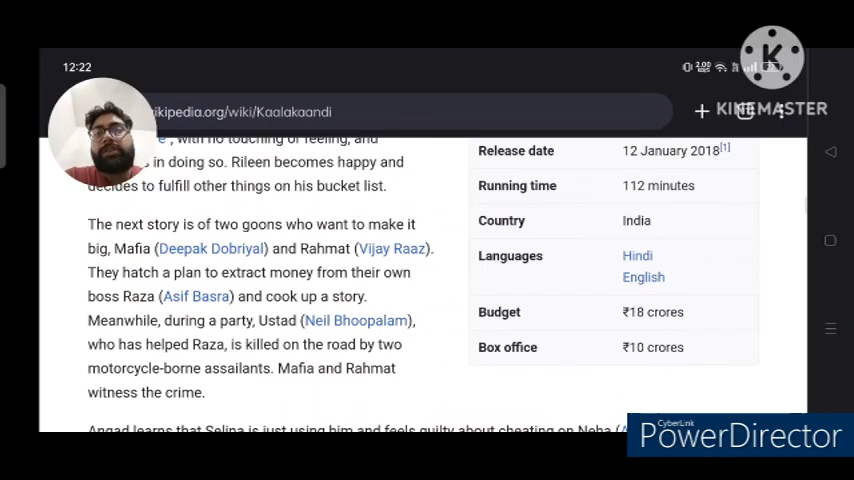 12:22
KINEMASTER
ikipedia.org/wiki/Kaalakaandi
, with no touching or feeling, and
in doing so. Rileen becomes happy and
decides to fulfill other things on his bucket list.
The next story is of two goons who want to make it
big, Mafia (Deepak Dobriyal) and Rahmat (Vijay Raaz).
They hatch a plan to extract money from their own
boss Raza (Asif Basra) and cook up a story.
Meanwhile, during a party, Ustad (Neil Bhoopalam),
who has helped Raza, is killed on the road by two
motorcycle-borne assailants. Mafia and Rahmat
witness the crime.
Angad learns that Selina is just using him and feels guilty about cheating on Neha (
Release date 12 January 2018[1]
Running time 112 minutes
Country India
Languages Hindi
English
Budget ₹18 crores
Box office ₹10 crores
CyberLink
PowerDirector